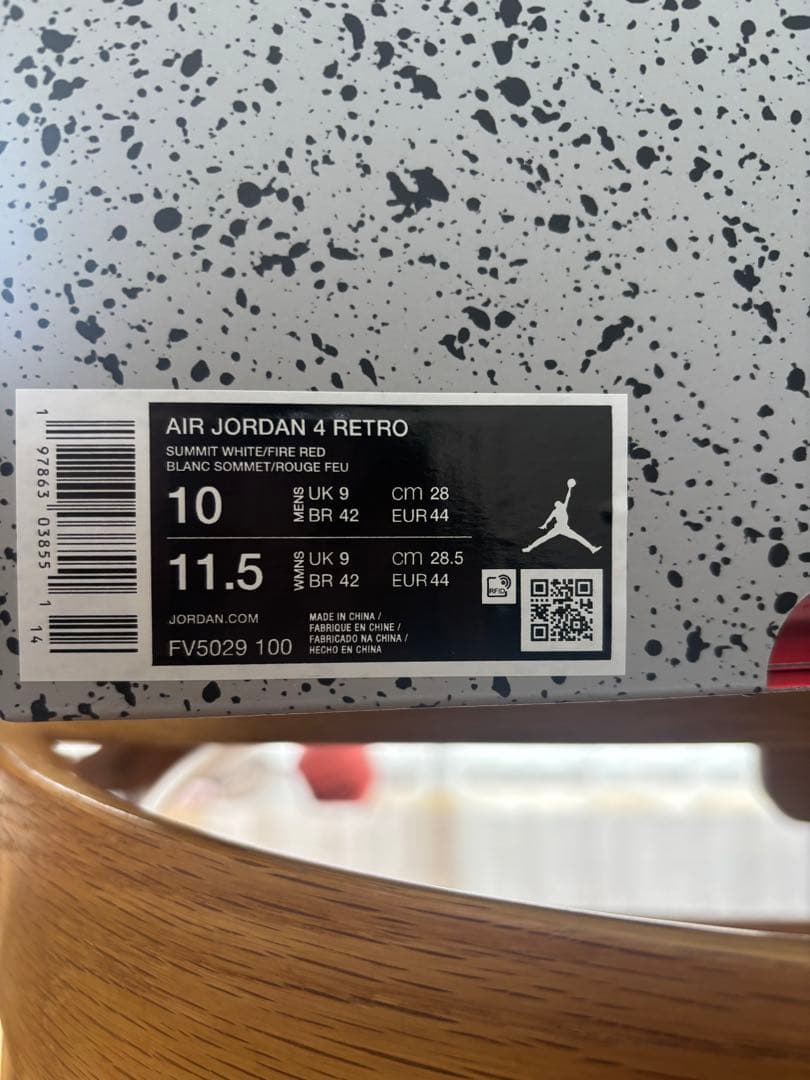 AIR JORDAN 4 RETRO
SUMMIT WHITE/FIRE RED
BLANC SOMMET/ROUGE FEU
10 MENS UK 9 cm 28
BR 42 EUR 44
11.5 WMNS UK 9 cm 28.5
BR 42 EUR 44
RFID
JORDAN.COM
FV5029 100
MADE IN CHINA /
FABRIQUE EN CHINE /
FABRICADO NA CHINA /
HECHO EN CHINA
1 97863 03855 1 14